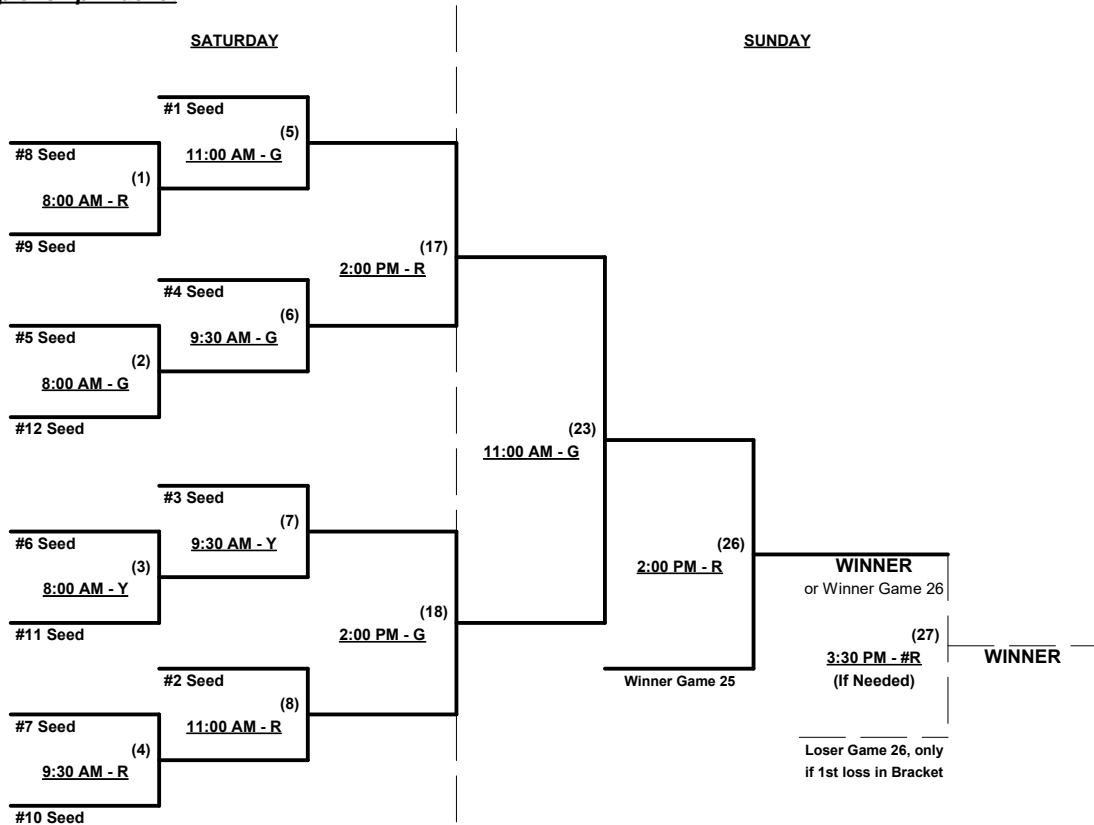 SATURDAY
SUNDAY
#1 Seed
(5)
11:00 AM - G
#8 Seed
(1)
8:00 AM - R
#9 Seed
(17)
2:00 PM - R
#4 Seed
(6)
9:30 AM - G
#5 Seed
(2)
8:00 AM - G
#12 Seed
(23)
11:00 AM - G
#3 Seed
(7)
9:30 AM - Y
#6 Seed
(3)
8:00 AM - Y
#11 Seed
(18)
2:00 PM - G
#2 Seed
(8)
11:00 AM - R
#7 Seed
(4)
9:30 AM - R
#10 Seed
(26)
2:00 PM - R
Winner Game 25
WINNER
or Winner Game 26
(27)
3:30 PM - #R
(If Needed)
WINNER
Loser Game 26, only
if 1st loss in Bracket